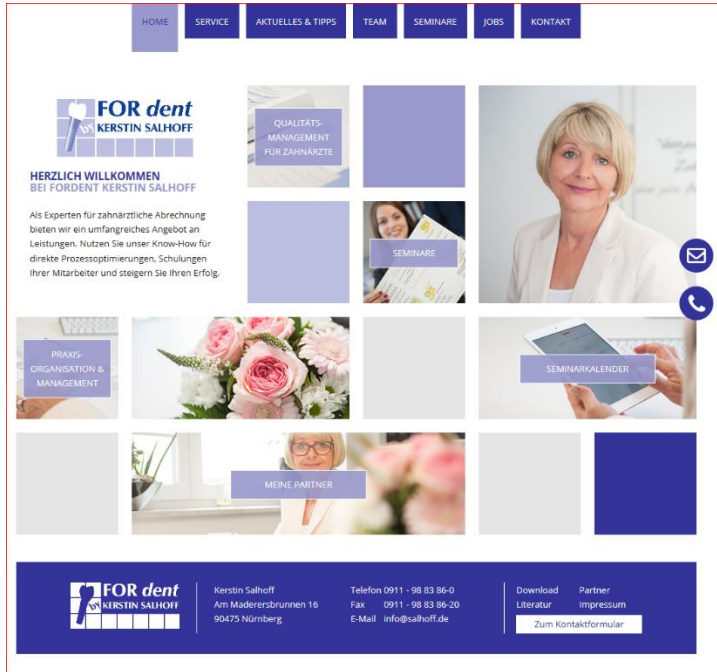 HOME SERVICE AKTUELLES & TIPPS TEAM SEMINARE JOBS KONTAKT
FOR dent
by KERSTIN SALHOFF
HERZLICH WILLKOMMEN
BEI FORDENT KERSTIN SALHOFF
Als Experten für zahnärztliche Abrechnung
bieten wir ein umfangreiches Angebot an
Leistungen. Nutzen Sie unser Know-How für
direkte Prozessoptimierungen, Schulungen
Ihrer Mitarbeiter und steigern Sie Ihren Erfolg.
QUALITÄTS-
MANAGEMENT
FÜR ZAHNÄRZTE
SEMINARE
PRAXIS-
ORGANISATION &
MANAGEMENT
SEMINARKALENDER
MEINE PARTNER
FOR dent
by KERSTIN SALHOFF
Kerstin Salhoff
Am Maderersbrunnen 16
90475 Nürnberg
Telefon 0911 - 98 83 86-0
Fax 0911 - 98 83 86-20
E-Mail info@salhoff.de
Download Partner
Literatur Impressum
Zum Kontaktformular